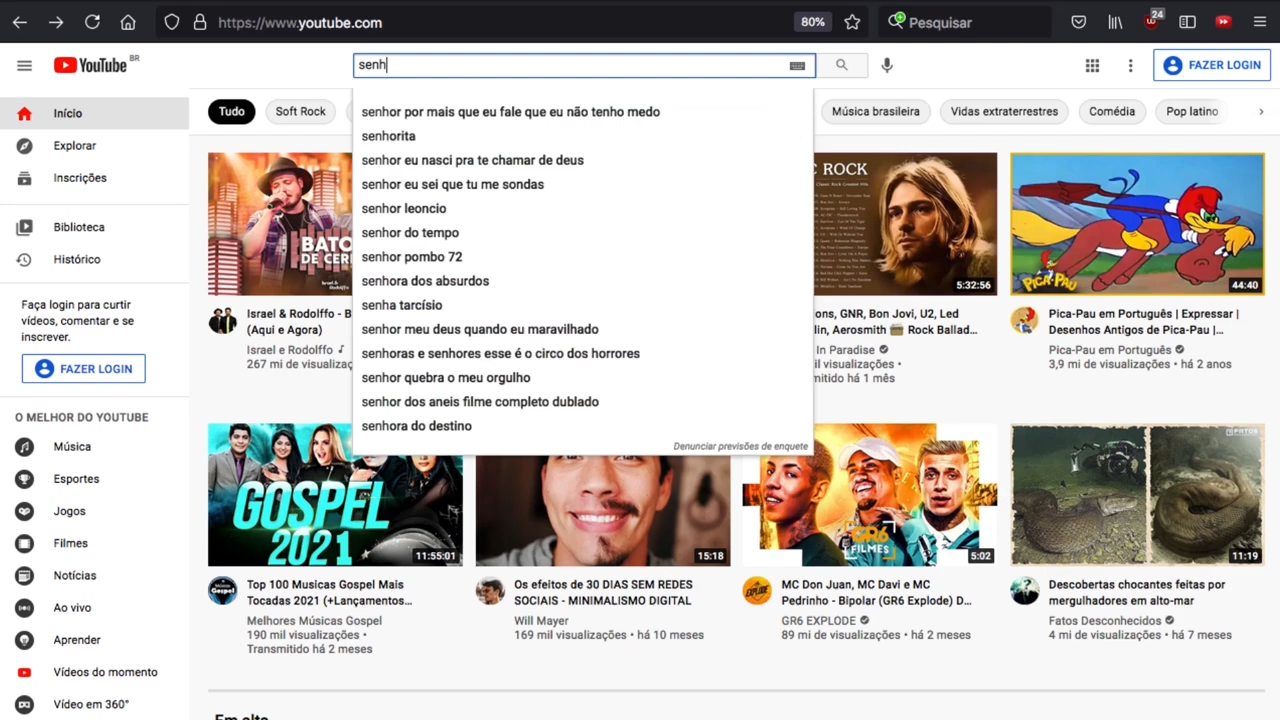 https://www.youtube.com
80%
Pesquisar
24
YouTube BR
senh
FAZER LOGIN
Início
Explorar
Inscrições
Biblioteca
Histórico
Faça login para curtir
vídeos, comentar e se
inscrever.
FAZER LOGIN
O MELHOR DO YOUTUBE
Música
Esportes
Jogos
Filmes
Notícias
Ao vivo
Aprender
Vídeos do momento
Vídeo em 360°
Tudo
Soft Rock
Música brasileira
Vidas extraterrestres
Comédia
Pop latino
senhor por mais que eu fale que eu não tenho medo
senhorita
senhor eu nasci pra te chamar de deus
senhor eu sei que tu me sondas
senhor leoncio
senhor do tempo
senhor pombo 72
senhora dos absurdos
senha tarcísio
senhor meu deus quando eu maravilhado
senhoras e senhores esse é o circo dos horrores
senhor quebra o meu orgulho
senhor dos aneis filme completo dublado
senhora do destino
Denunciar previsões de enquete
BATO
DE CER
Israel & Rodolffo - B
(Aqui e Agora)
Israel e Rodolffo
267 mi de visualizaç
C ROCK
5:32:56
ons, GNR, Bon Jovi, U2, Led
lin, Aerosmith Rock Ballad...
In Paradise
il visualizações •
mitido há 1 mês
PICA-PAU
44:40
Pica-Pau em Português | Expressar |
Desenhos Antigos de Pica-Pau |...
Pica-Pau em Português
3,9 mi de visualizações • há 2 anos
GOSPEL
2021
11:55:01
Top 100 Musicas Gospel Mais
Tocadas 2021 (+Lançamentos...
Melhores Músicas Gospel
190 mil visualizações •
Transmitido há 2 meses
15:18
Os efeitos de 30 DIAS SEM REDES
SOCIAIS - MINIMALISMO DIGITAL
Will Mayer
169 mil visualizações • há 10 meses
GR6
FILMES
5:02
EXPLODE
MC Don Juan, MC Davi e MC
Pedrinho - Bipolar (GR6 Explode) D...
GR6 EXPLODE
89 mi de visualizações • há 2 meses
FATOS
11:19
Descobertas chocantes feitas por
mergulhadores em alto-mar
Fatos Desconhecidos
4 mi de visualizações • há 7 meses
Em alta